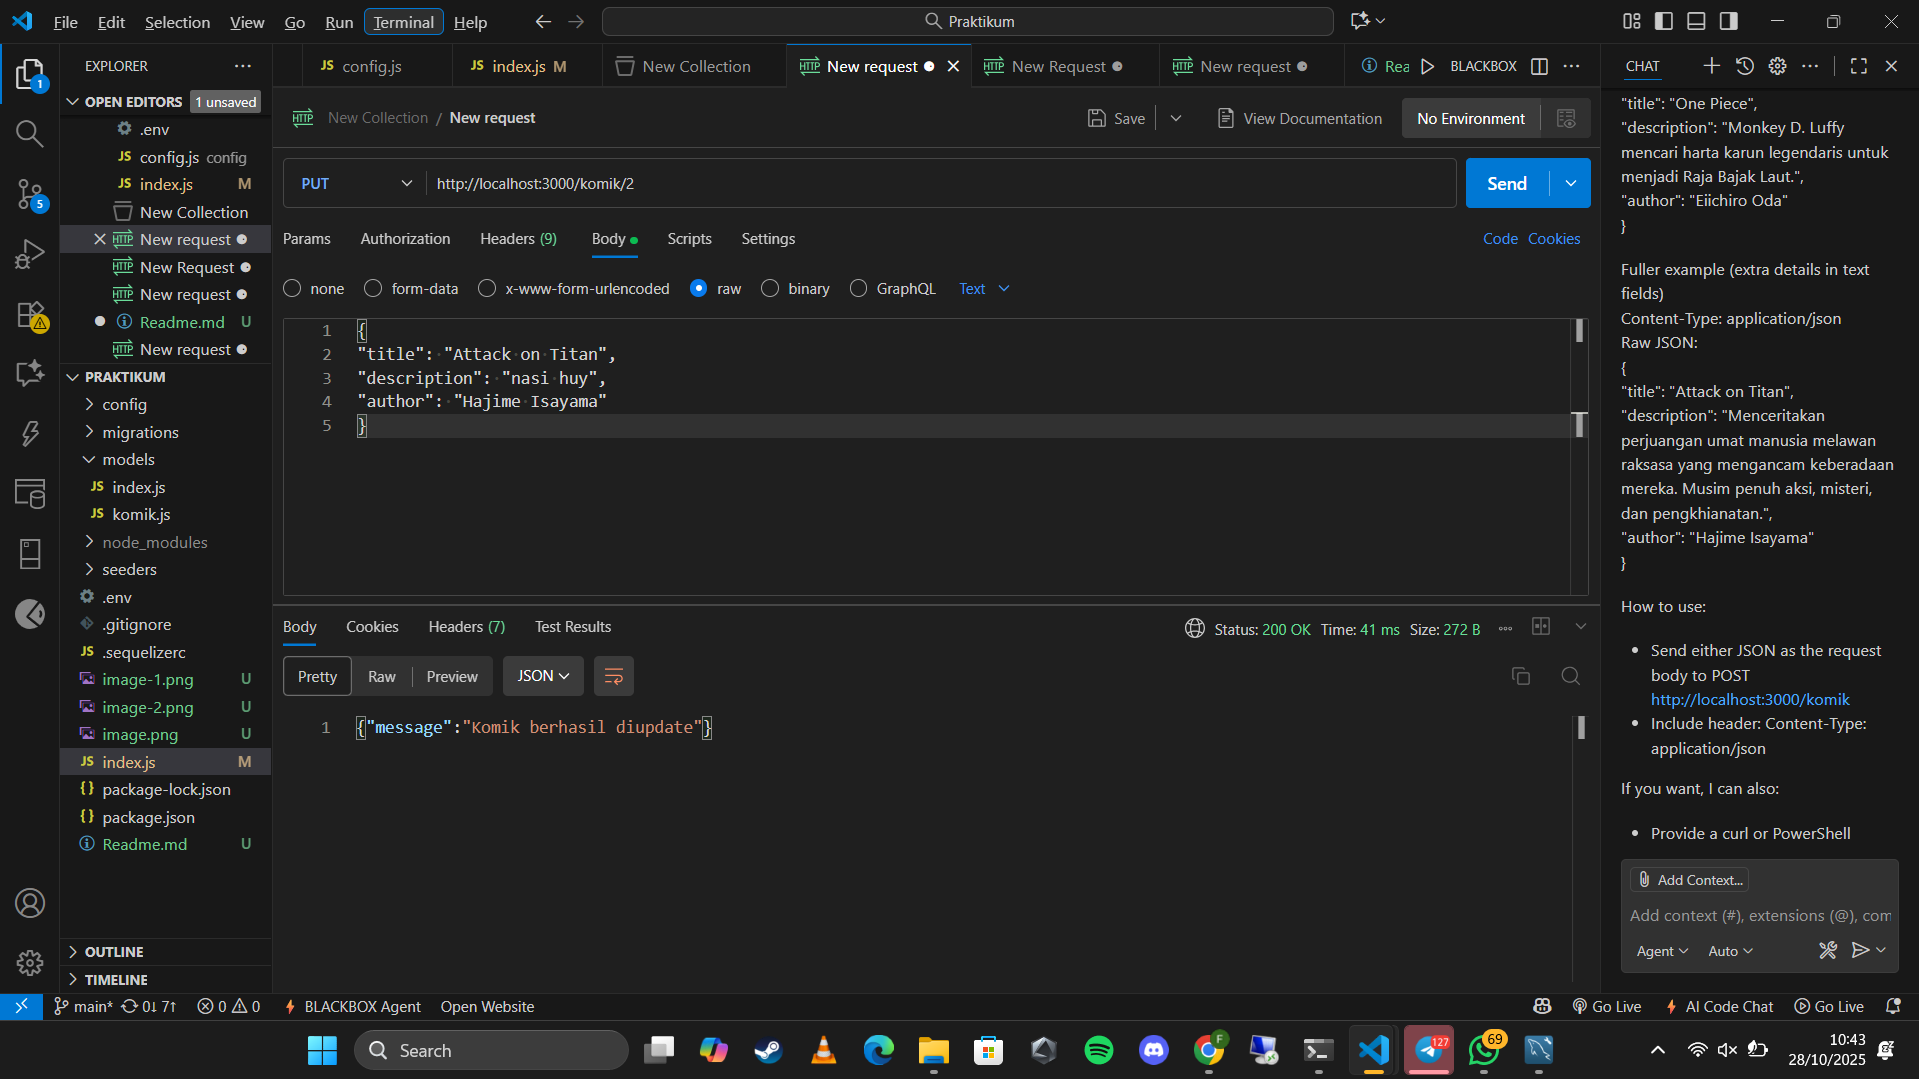 File Edit Selection View Go Run Terminal Help
Praktikum
EXPLORER
OPEN EDITORS 1 unsaved
.env
JS config.js config
JS index.js M
New Collection
HTTP New request
HTTP New Request
HTTP New request
Readme.md U
HTTP New request
PRAKTIKUM
config
migrations
models
JS index.js
JS komik.js
node_modules
seeders
.env
.gitignore
JS .sequelizerc
image-1.png U
image-2.png U
image.png U
JS index.js M
{} package-lock.json
{} package.json
Readme.md U
OUTLINE
TIMELINE
1
5
JS config.js
JS index.js M
New Collection
HTTP New request
HTTP New Request
HTTP New request
Rea
BLACKBOX
HTTP New Collection / New request
Save
View Documentation
No Environment
PUT http://localhost:3000/komik/2
Send
Params Authorization Headers (9) Body Scripts Settings
Code Cookies
none form-data x-www-form-urlencoded raw binary GraphQL Text
1 {
2 "title": "Attack on Titan",
3 "description": "nasi huy",
4 "author": "Hajime Isayama"
5 }
Body Cookies Headers (7) Test Results
Status: 200 OK Time: 41 ms Size: 272 B
Pretty Raw Preview JSON
1 {"message":"Komik berhasil diupdate"}
CHAT
"title": "One Piece",
"description": "Monkey D. Luffy
mencari harta karun legendaris untuk
menjadi Raja Bajak Laut.",
"author": "Eiichiro Oda"
}
Fuller example (extra details in text
fields)
Content-Type: application/json
Raw JSON:
{
"title": "Attack on Titan",
"description": "Menceritakan
perjuangan umat manusia melawan
raksasa yang mengancam keberadaan
mereka. Musim penuh aksi, misteri,
dan pengkhianatan.",
"author": "Hajime Isayama"
}
How to use:
Send either JSON as the request
body to POST
http://localhost:3000/komik
Include header: Content-Type:
application/json
If you want, I can also:
Provide a curl or PowerShell
Add Context...
Add context (#), extensions (@), com
Agent Auto
main* 0↓ 7↑ 0 0 BLACKBOX Agent Open Website
Go Live AI Code Chat Go Live
Search
F
127
69
10:43
28/10/2025